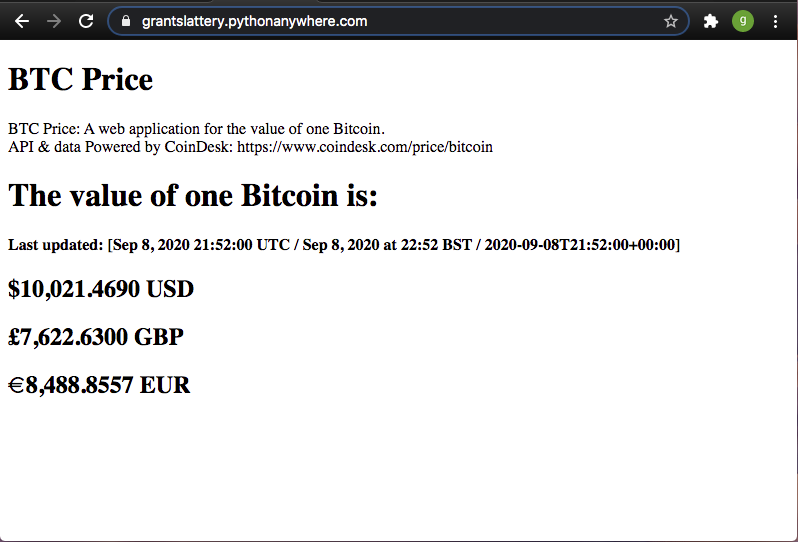 grantslattery.pythonanywhere.com
g
BTC Price
BTC Price: A web application for the value of one Bitcoin.
API & data Powered by CoinDesk: https://www.coindesk.com/price/bitcoin
The value of one Bitcoin is:
Last updated: [Sep 8, 2020 21:52:00 UTC / Sep 8, 2020 at 22:52 BST / 2020-09-08T21:52:00+00:00]
$10,021.4690 USD
£7,622.6300 GBP
€8,488.8557 EUR